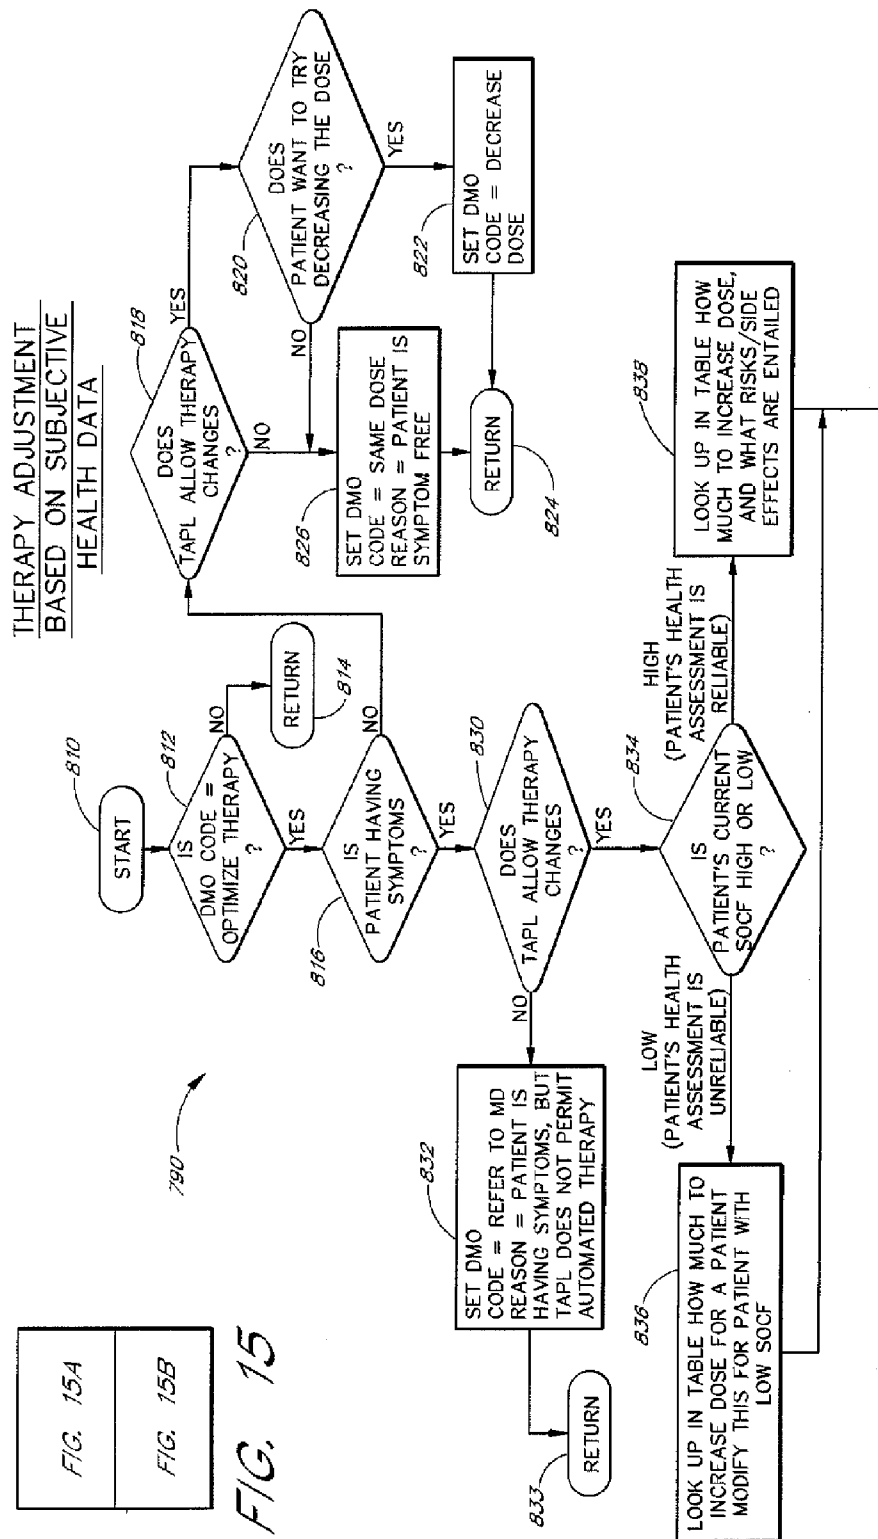 THERAPY ADJUSTMENT
BASED ON SUBJECTIVE
HEALTH DATA
790
810
START
812
IS
DMO CODE =
OPTIMIZE THERAPY
?
NO
RETURN
814
YES
816
IS
PATIENT HAVING
SYMPTOMS
?
NO
YES
818
DOES
TAPL ALLOW THERAPY
CHANGES
?
YES
NO
820
DOES
PATIENT WANT TO TRY
DECREASING THE DOSE
?
NO
YES
822
SET DMO
CODE = DECREASE
DOSE
826
SET DMO
CODE = SAME DOSE
REASON = PATIENT IS
SYMPTOM FREE
RETURN
824
830
DOES
TAPL ALLOW THERAPY
CHANGES
?
NO
YES
832
SET DMO
CODE = REFER TO MD
REASON = PATIENT IS
HAVING SYMPTOMS, BUT
TAPL DOES NOT PERMIT
AUTOMATED THERAPY
833
RETURN
834
IS
PATIENT'S CURRENT
SOCF HIGH OR LOW
?
LOW
(PATIENT'S HEALTH
ASSESSMENT IS
UNRELIABLE)
HIGH
(PATIENT'S HEALTH
ASSESSMENT IS
RELIABLE)
836
LOOK UP IN TABLE HOW MUCH TO
INCREASE DOSE FOR A PATIENT
MODIFY THIS FOR PATIENT WITH
LOW SOCF
838
LOOK UP IN TABLE HOW
MUCH TO INCREASE DOSE,
AND WHAT RISKS/SIDE
EFFECTS ARE ENTAILED
FIG. 15A
FIG. 15B
FIG. 15